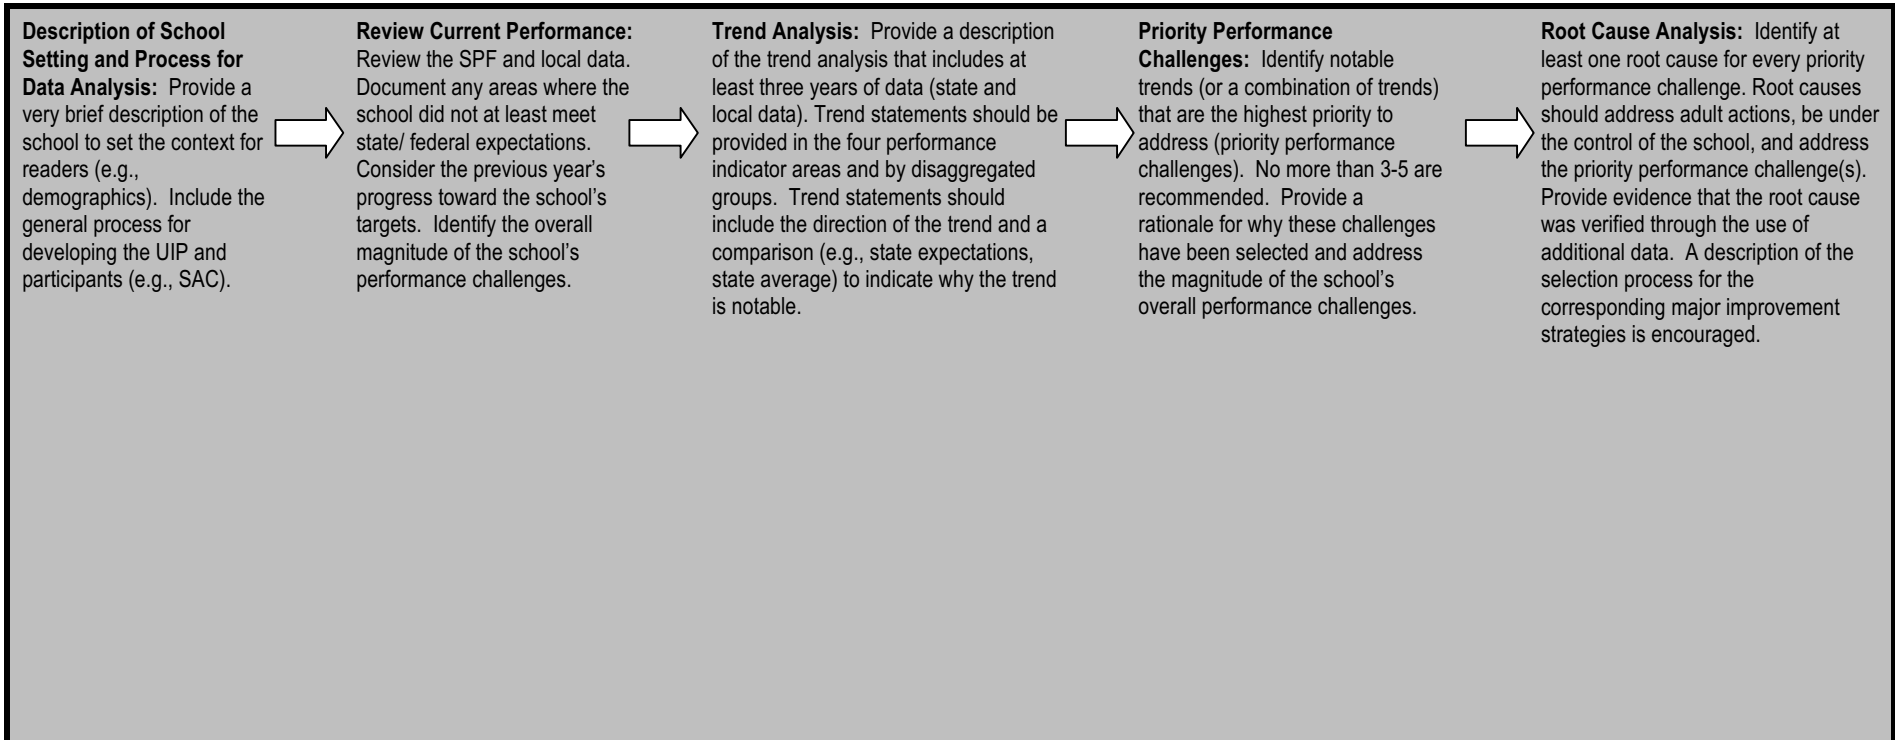 Description of School
Setting and Process for
Data Analysis: Provide a
very brief description of the
school to set the context for
readers (e.g.,
demographics). Include the
general process for
developing the UIP and
participants (e.g., SAC).
Review Current Performance:
Review the SPF and local data.
Document any areas where the
school did not at least meet
state/ federal expectations.
Consider the previous year's
progress toward the school's
targets. Identify the overall
magnitude of the school's
performance challenges.
Trend Analysis: Provide a description
of the trend analysis that includes at
least three years of data (state and
local data). Trend statements should be
provided in the four performance
indicator areas and by disaggregated
groups. Trend statements should
include the direction of the trend and a
comparison (e.g., state expectations,
state average) to indicate why the trend
is notable.
Priority Performance
Challenges: Identify notable
trends (or a combination of trends)
that are the highest priority to
address (priority performance
challenges). No more than 3-5 are
recommended. Provide a
rationale for why these challenges
have been selected and address
the magnitude of the school's
overall performance challenges.
Root Cause Analysis: Identify at
least one root cause for every priority
performance challenge. Root causes
should address adult actions, be under
the control of the school, and address
the priority performance challenge(s).
Provide evidence that the root cause
was verified through the use of
additional data. A description of the
selection process for the
corresponding major improvement
strategies is encouraged.